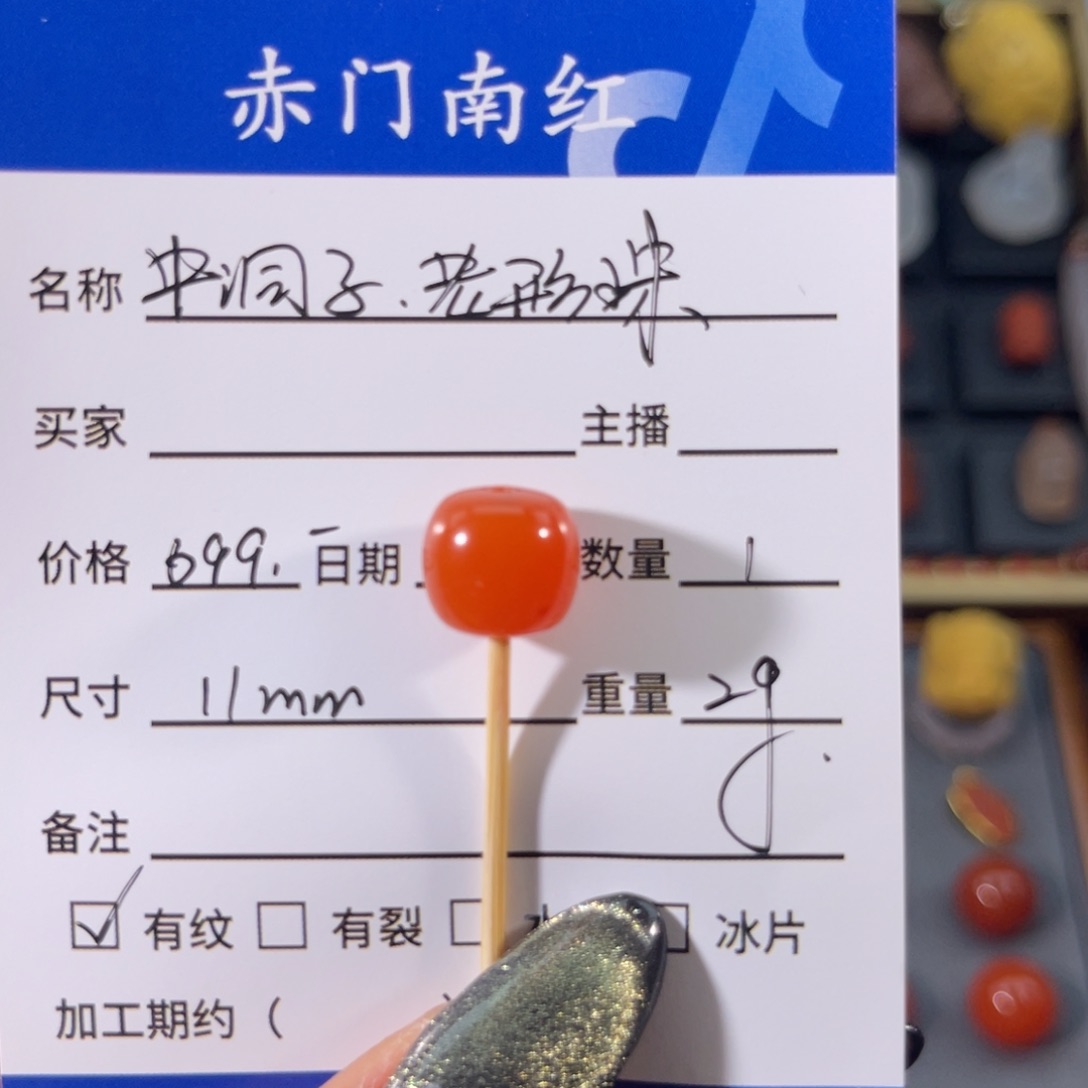 赤门南红
名称 半洞子.老形珠
买家 主播
价格 699. 日期 数量 1
尺寸 11mm 重量 2g
备注
☑ 有纹 □ 有裂 □ □ 冰片
加工期约（